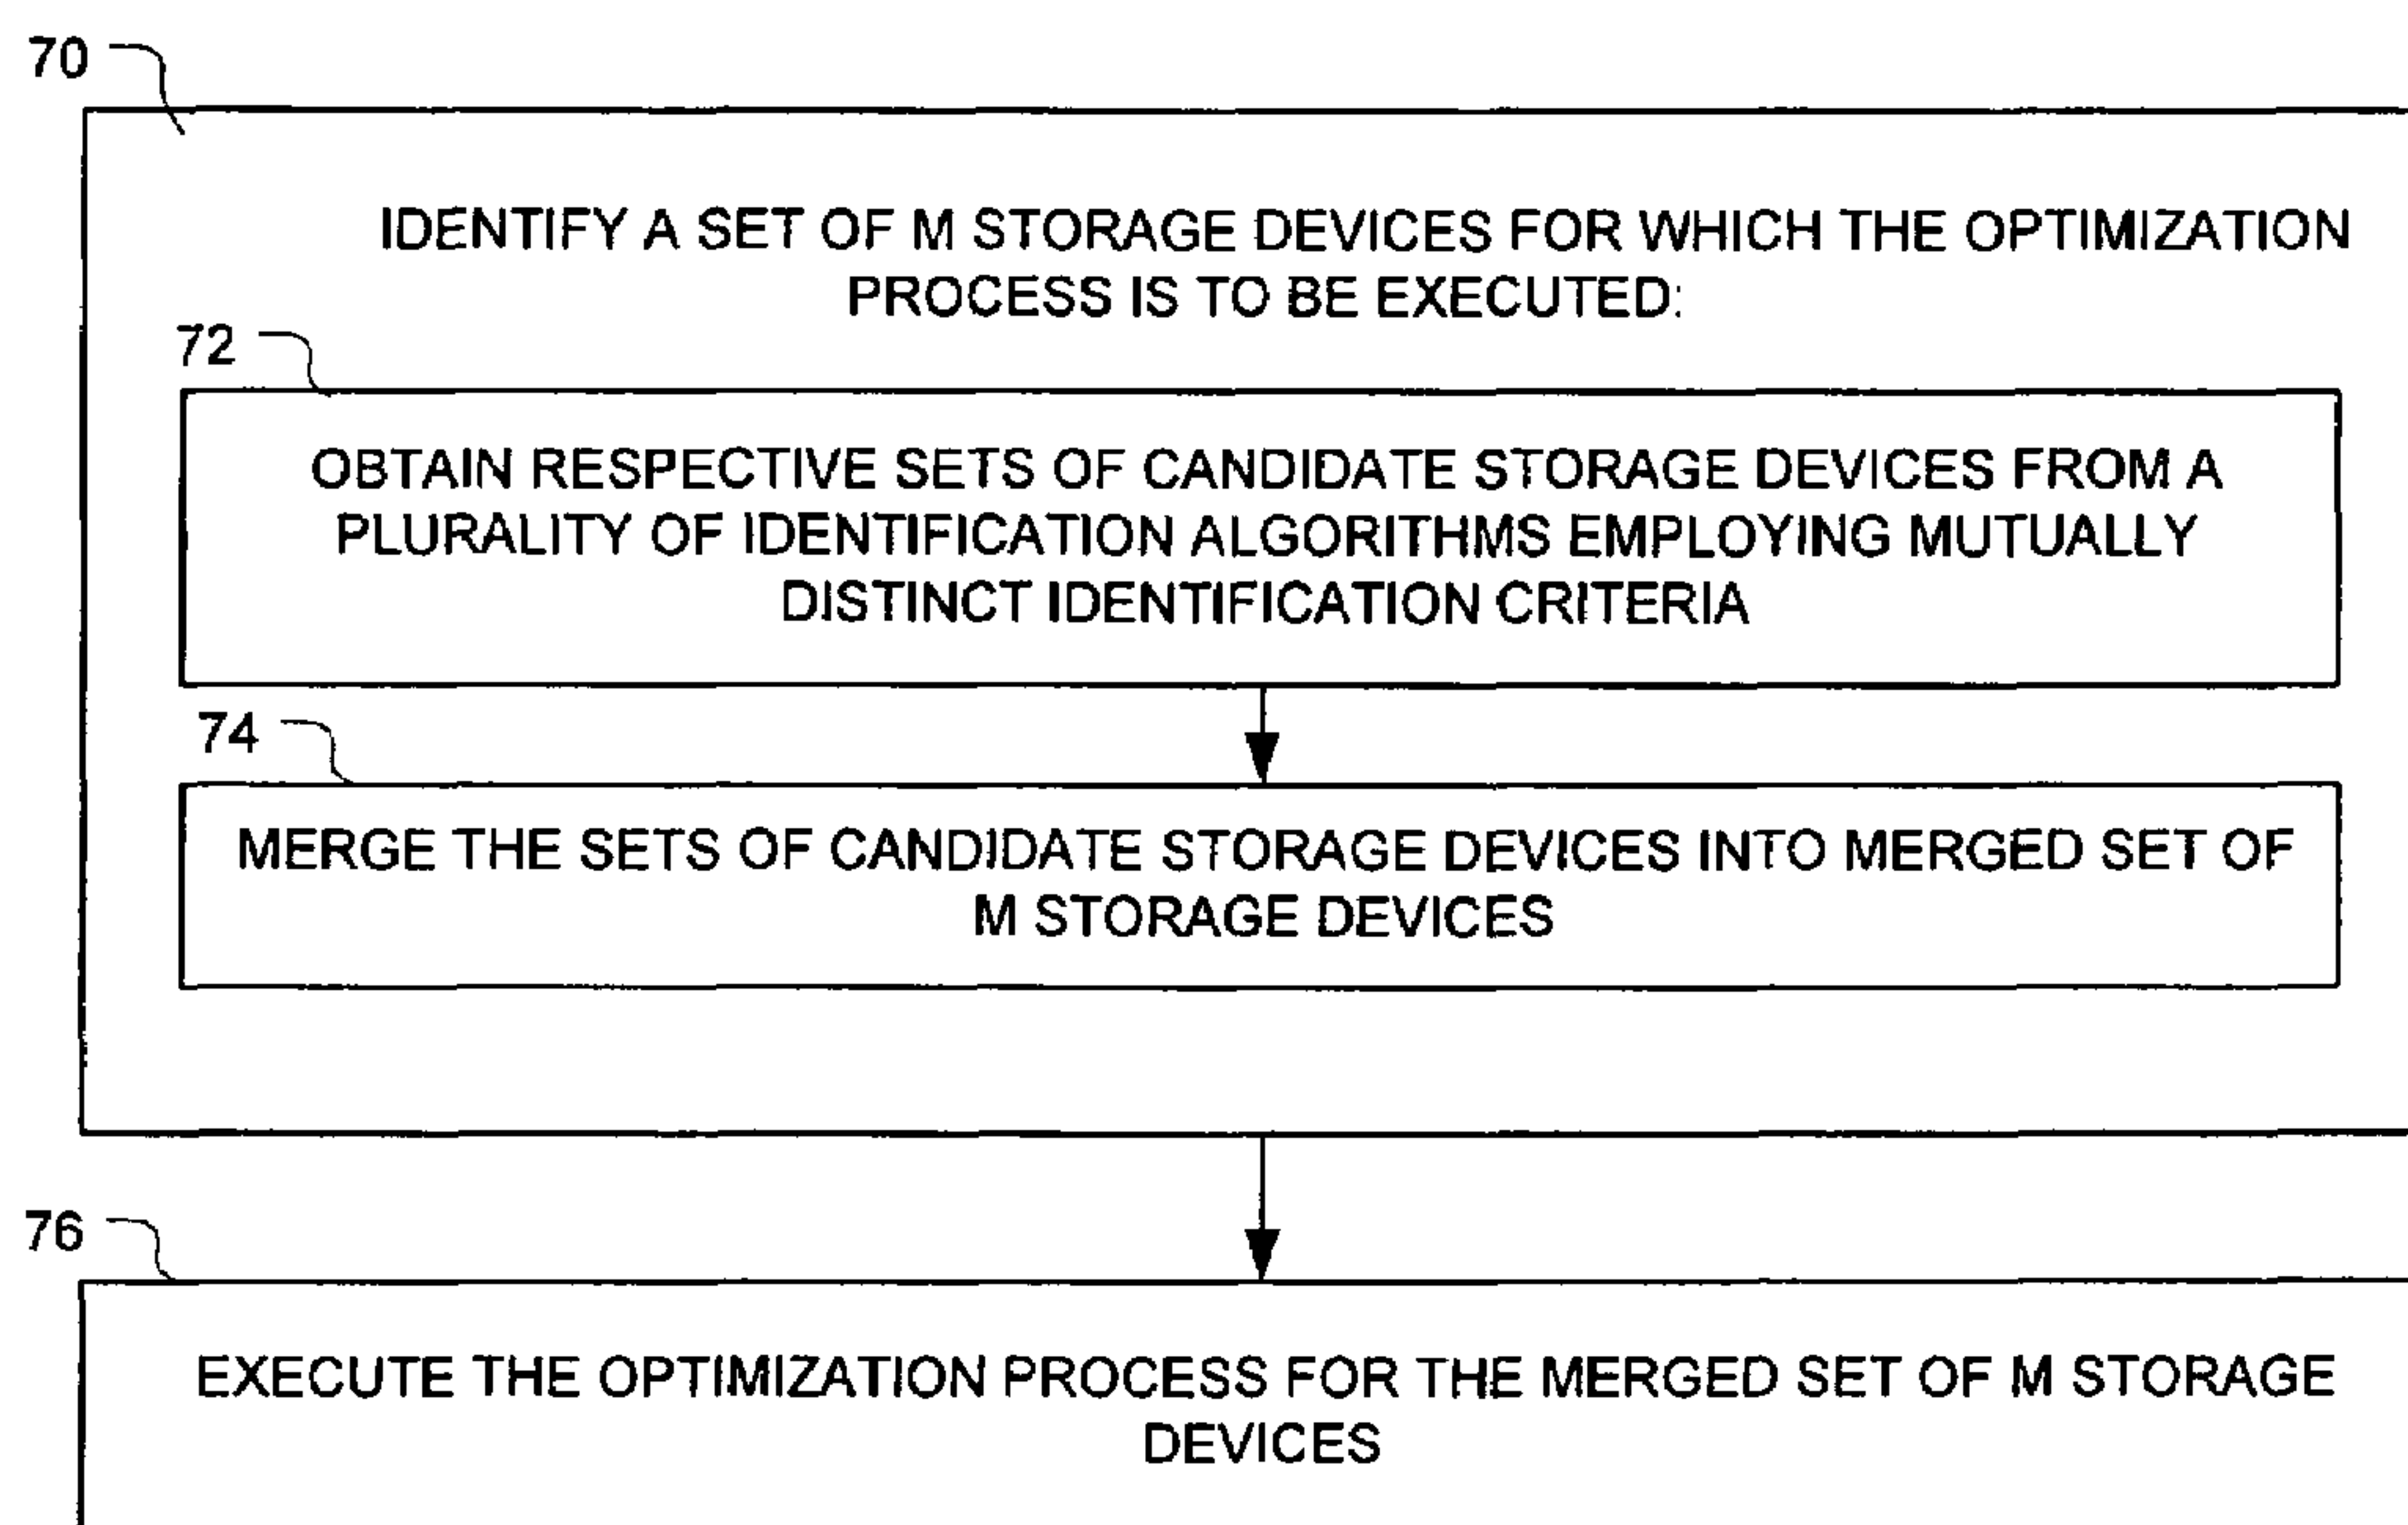 70
IDENTIFY A SET OF M STORAGE DEVICES FOR WHICH THE OPTIMIZATION
PROCESS IS TO BE EXECUTED:
72
OBTAIN RESPECTIVE SETS OF CANDIDATE STORAGE DEVICES FROM A
PLURALITY OF IDENTIFICATION ALGORITHMS EMPLOYING MUTUALLY
DISTINCT IDENTIFICATION CRITERIA
74
MERGE THE SETS OF CANDIDATE STORAGE DEVICES INTO MERGED SET OF
M STORAGE DEVICES
76
EXECUTE THE OPTIMIZATION PROCESS FOR THE MERGED SET OF M STORAGE
DEVICES